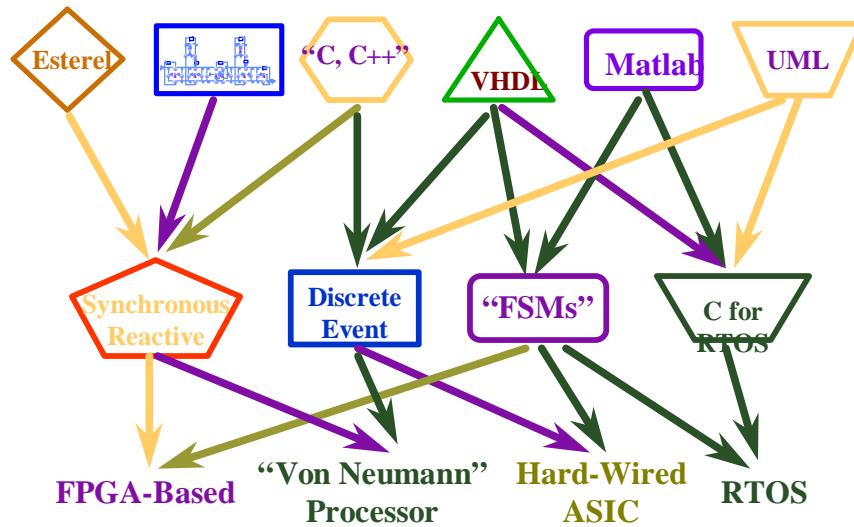 Esterel
“C, C++”
VHDL
Matlab
UML
Synchronous
Reactive
Discrete
Event
“FSMs”
C for
RTOS
FPGA-Based
“Von Neumann”
Processor
Hard-Wired
ASIC
RTOS